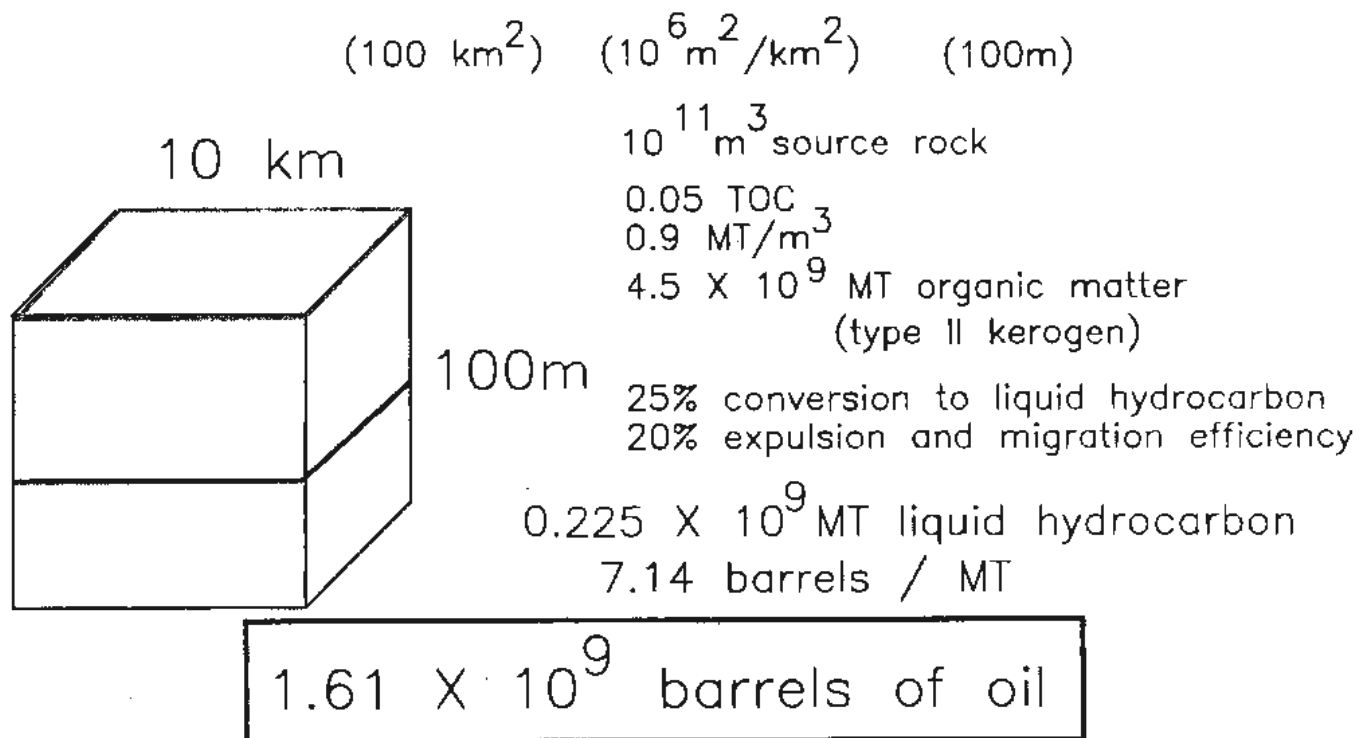 (100 km²) (10⁶m²/km²) (100m)
10¹¹m³ source rock
10 km
0.05 TOC
0.9 MT/m³
4.5 X 10⁹ MT organic matter
(type II kerogen)
100m
25% conversion to liquid hydrocarbon
20% expulsion and migration efficiency
0.225 X 10⁹ MT liquid hydrocarbon
7.14 barrels / MT
1.61 X 10⁹ barrels of oil